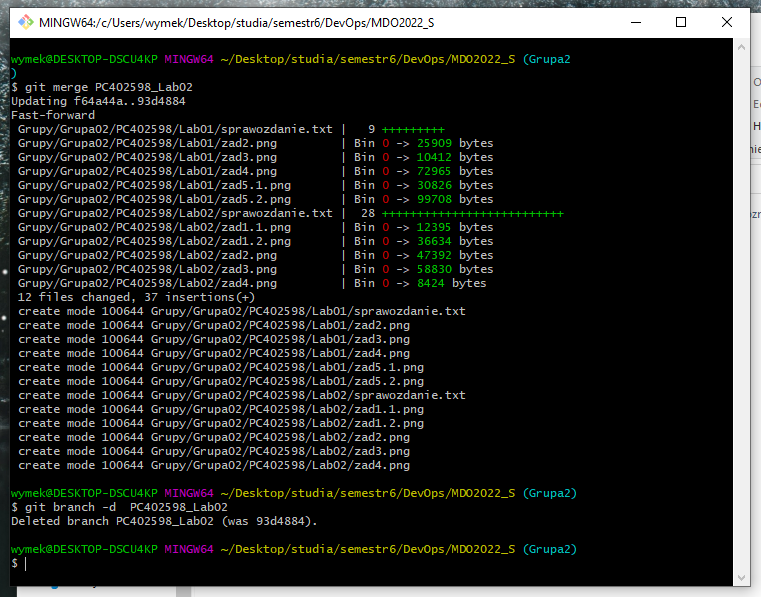 MINGW64:/c/Users/wymek/Desktop/studia/semestr6/DevOps/MDO2022_S
wymek@DESKTOP-DSCU4KP MINGW64 ~/Desktop/studia/semestr6/DevOps/MDO2022_S (Grupa2
)
$ git merge PC402598_Lab02
Updating f64a44a..93d4884
Fast-forward
 Grupy/Grupa02/PC402598/Lab01/sprawozdanie.txt |   9 +++++++++
 Grupy/Grupa02/PC402598/Lab01/zad2.png         | Bin 0 -> 25909 bytes
 Grupy/Grupa02/PC402598/Lab01/zad3.png         | Bin 0 -> 10412 bytes
 Grupy/Grupa02/PC402598/Lab01/zad4.png         | Bin 0 -> 72965 bytes
 Grupy/Grupa02/PC402598/Lab01/zad5.1.png       | Bin 0 -> 30826 bytes
 Grupy/Grupa02/PC402598/Lab01/zad5.2.png       | Bin 0 -> 99708 bytes
 Grupy/Grupa02/PC402598/Lab02/sprawozdanie.txt |  28 ++++++++++++++++++++++++++
 Grupy/Grupa02/PC402598/Lab02/zad1.1.png       | Bin 0 -> 12395 bytes
 Grupy/Grupa02/PC402598/Lab02/zad1.2.png       | Bin 0 -> 36634 bytes
 Grupy/Grupa02/PC402598/Lab02/zad2.png         | Bin 0 -> 47392 bytes
 Grupy/Grupa02/PC402598/Lab02/zad3.png         | Bin 0 -> 58830 bytes
 Grupy/Grupa02/PC402598/Lab02/zad4.png         | Bin 0 -> 8424 bytes
 12 files changed, 37 insertions(+)
 create mode 100644 Grupy/Grupa02/PC402598/Lab01/sprawozdanie.txt
 create mode 100644 Grupy/Grupa02/PC402598/Lab01/zad2.png
 create mode 100644 Grupy/Grupa02/PC402598/Lab01/zad3.png
 create mode 100644 Grupy/Grupa02/PC402598/Lab01/zad4.png
 create mode 100644 Grupy/Grupa02/PC402598/Lab01/zad5.1.png
 create mode 100644 Grupy/Grupa02/PC402598/Lab01/zad5.2.png
 create mode 100644 Grupy/Grupa02/PC402598/Lab02/sprawozdanie.txt
 create mode 100644 Grupy/Grupa02/PC402598/Lab02/zad1.1.png
 create mode 100644 Grupy/Grupa02/PC402598/Lab02/zad1.2.png
 create mode 100644 Grupy/Grupa02/PC402598/Lab02/zad2.png
 create mode 100644 Grupy/Grupa02/PC402598/Lab02/zad3.png
 create mode 100644 Grupy/Grupa02/PC402598/Lab02/zad4.png
wymek@DESKTOP-DSCU4KP MINGW64 ~/Desktop/studia/semestr6/DevOps/MDO2022_S (Grupa2)
$ git branch -d  PC402598_Lab02
Deleted branch PC402598_Lab02 (was 93d4884).
wymek@DESKTOP-DSCU4KP MINGW64 ~/Desktop/studia/semestr6/DevOps/MDO2022_S (Grupa2)
$